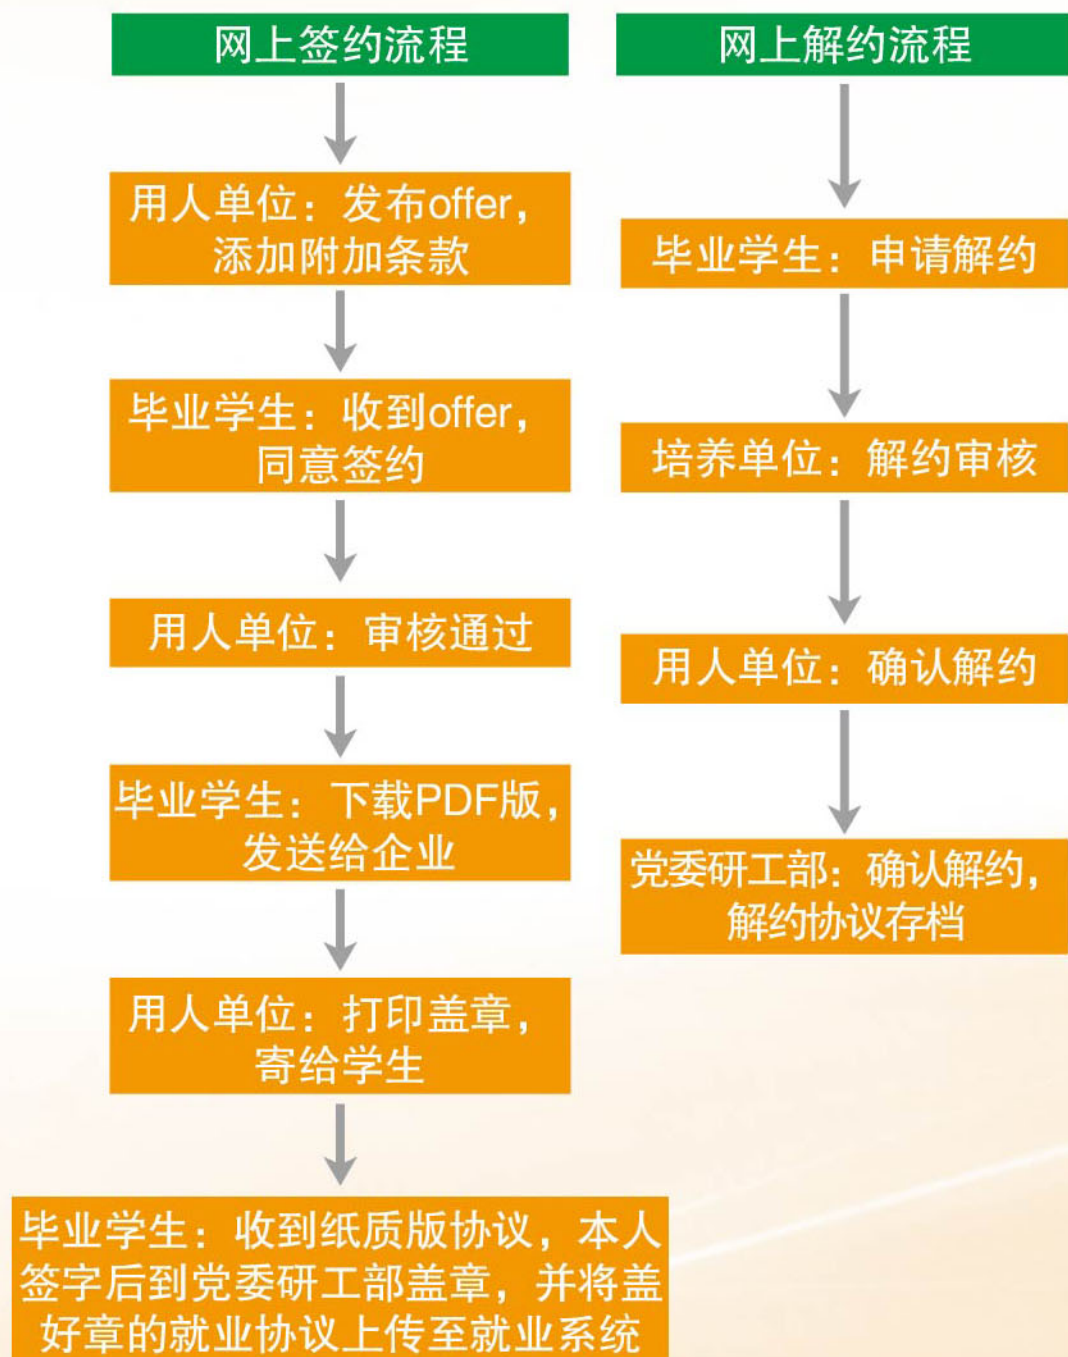 网上签约流程
用人单位：发布offer，
添加附加条款
毕业学生：收到offer，
同意签约
用人单位：审核通过
毕业学生：下载PDF版，
发送给企业
用人单位：打印盖章，
寄给学生
毕业学生：收到纸质版协议，本人
签字后到党委研工部盖章，并将盖
好章的就业协议上传至就业系统
网上解约流程
毕业学生：申请解约
培养单位：解约审核
用人单位：确认解约
党委研工部：确认解约，
解约协议存档